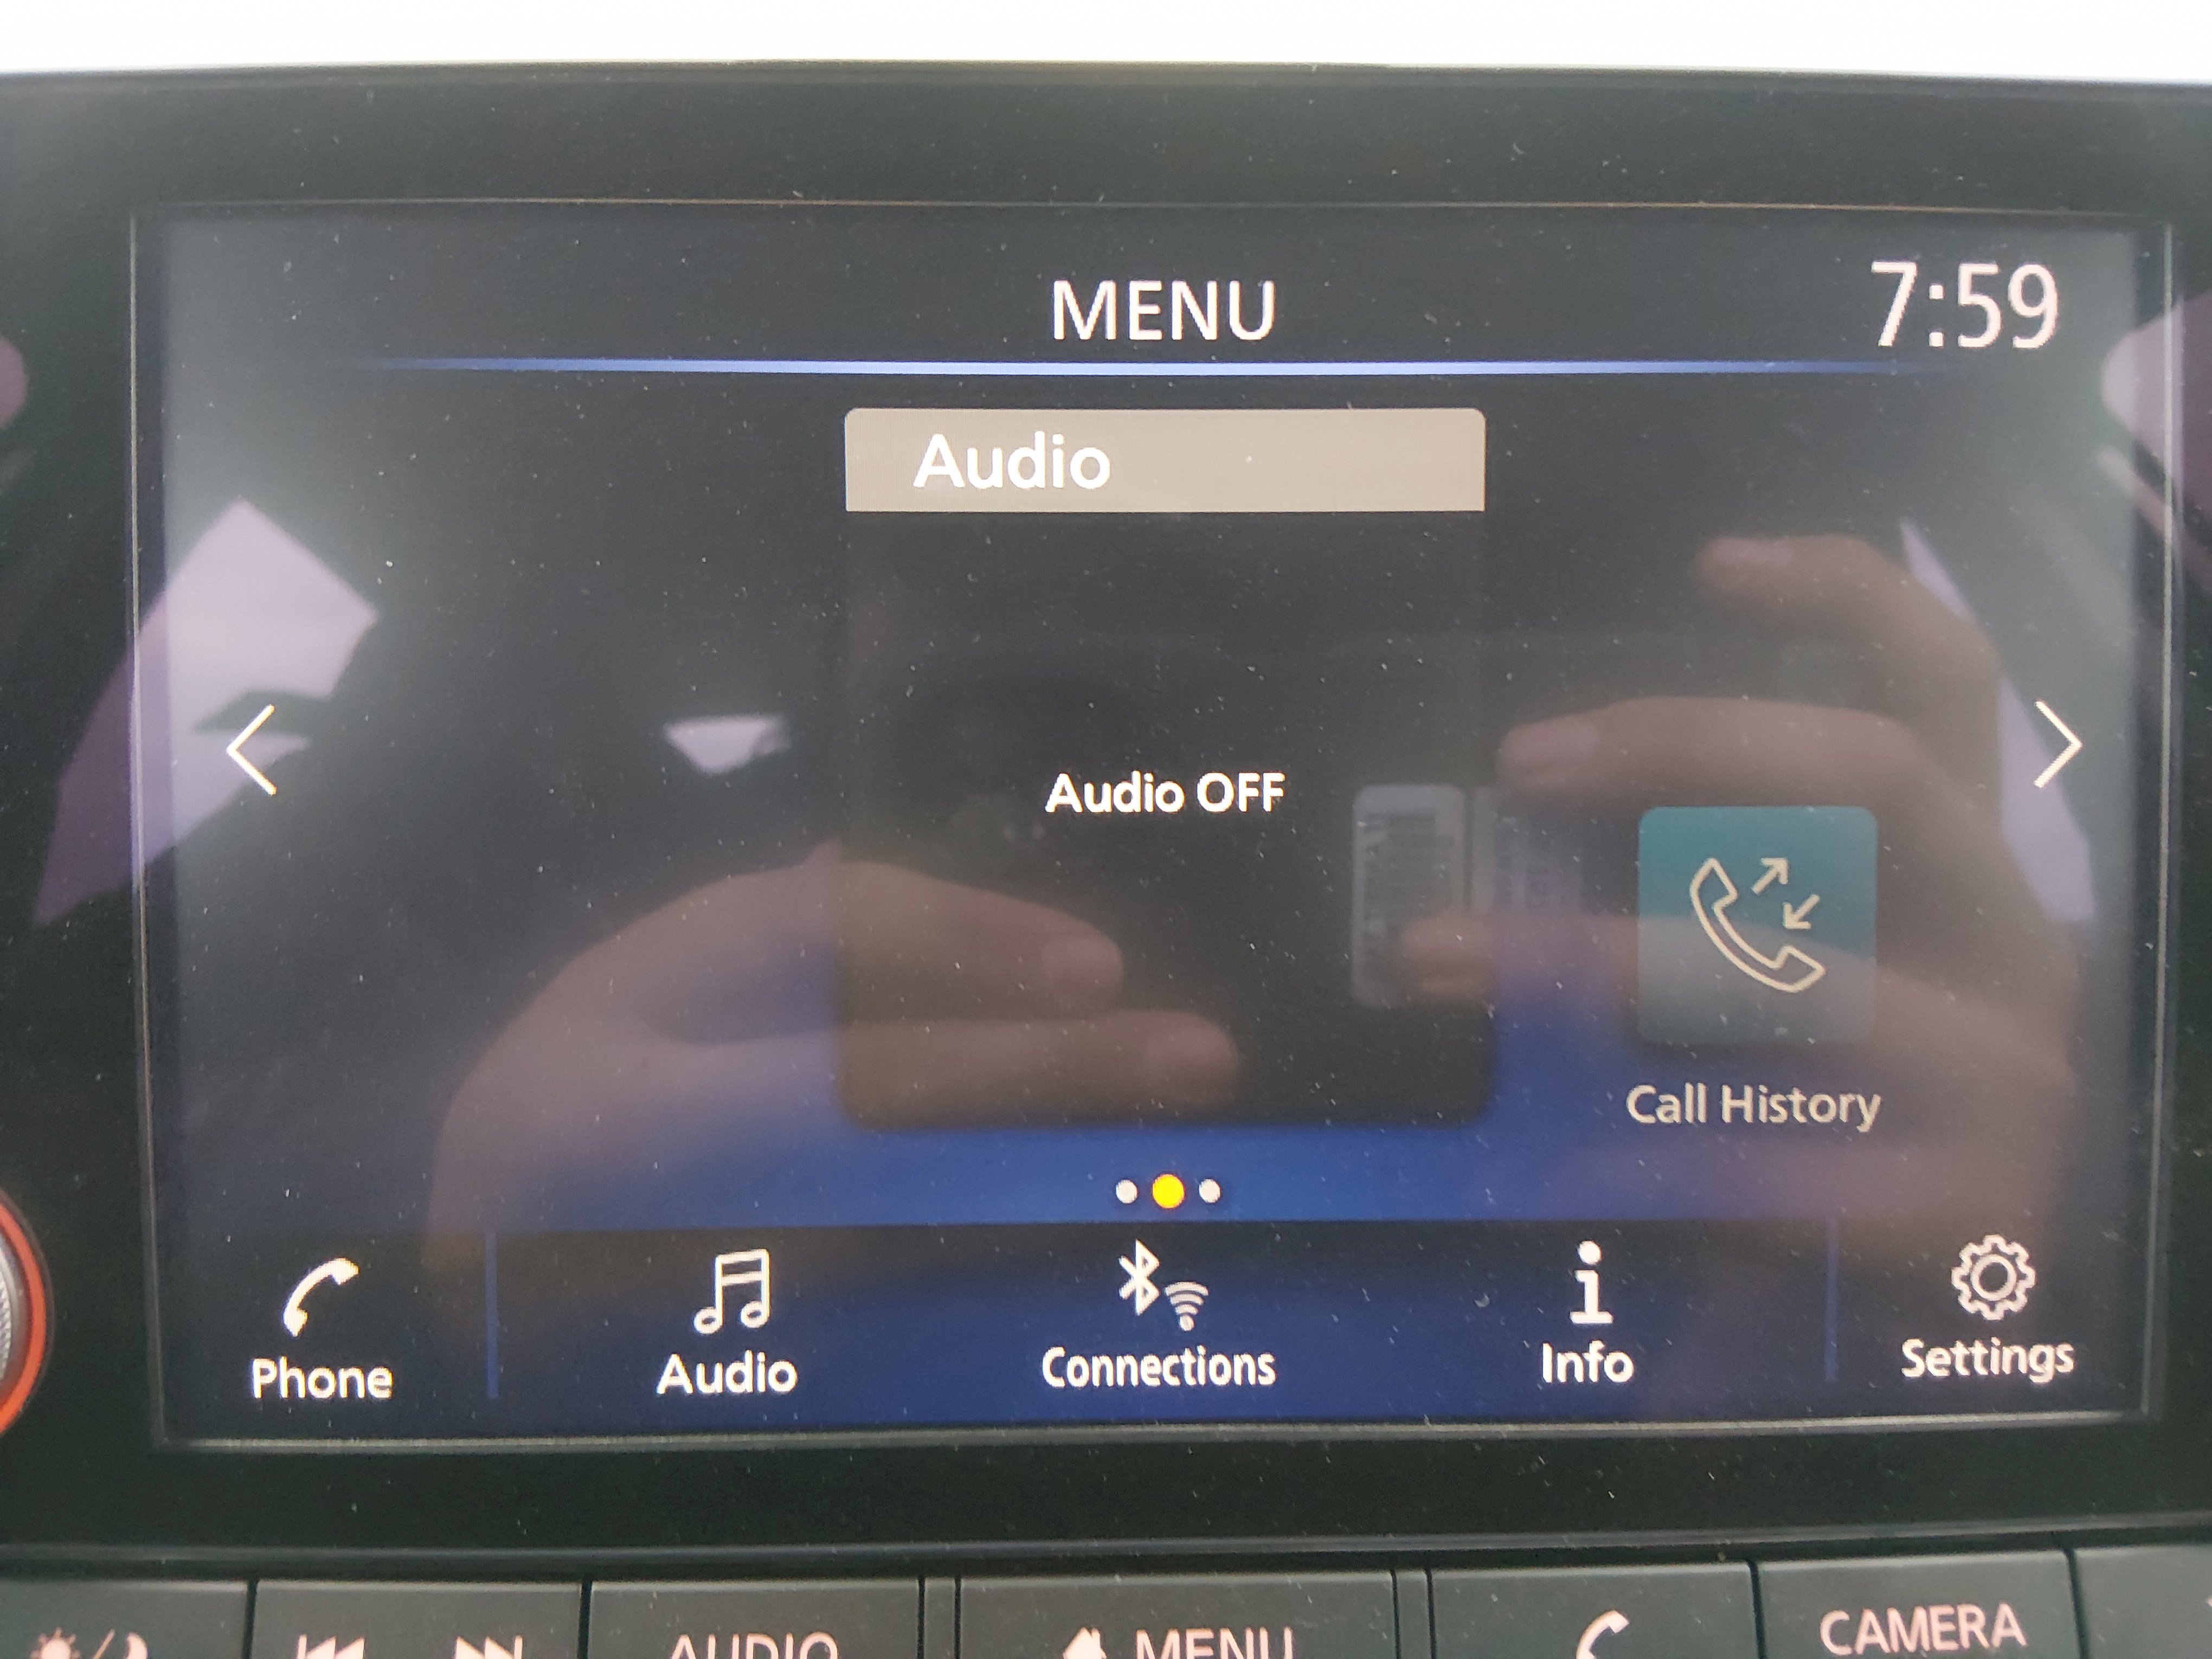 MENU
7:59
Audio
Audio OFF
Call History
Phone
Audio
Connections
Info
Settings
AUDIO
MENU
CAMERA